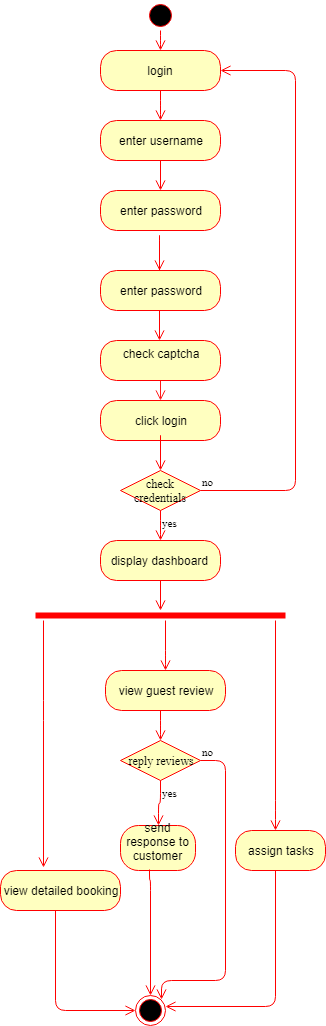 login
enter username
enter password
enter password
check captcha
click login
check
credentials
no
yes
display dashboard
view guest review
reply reviews
no
yes
send
response to
customer
assign tasks
view detailed booking